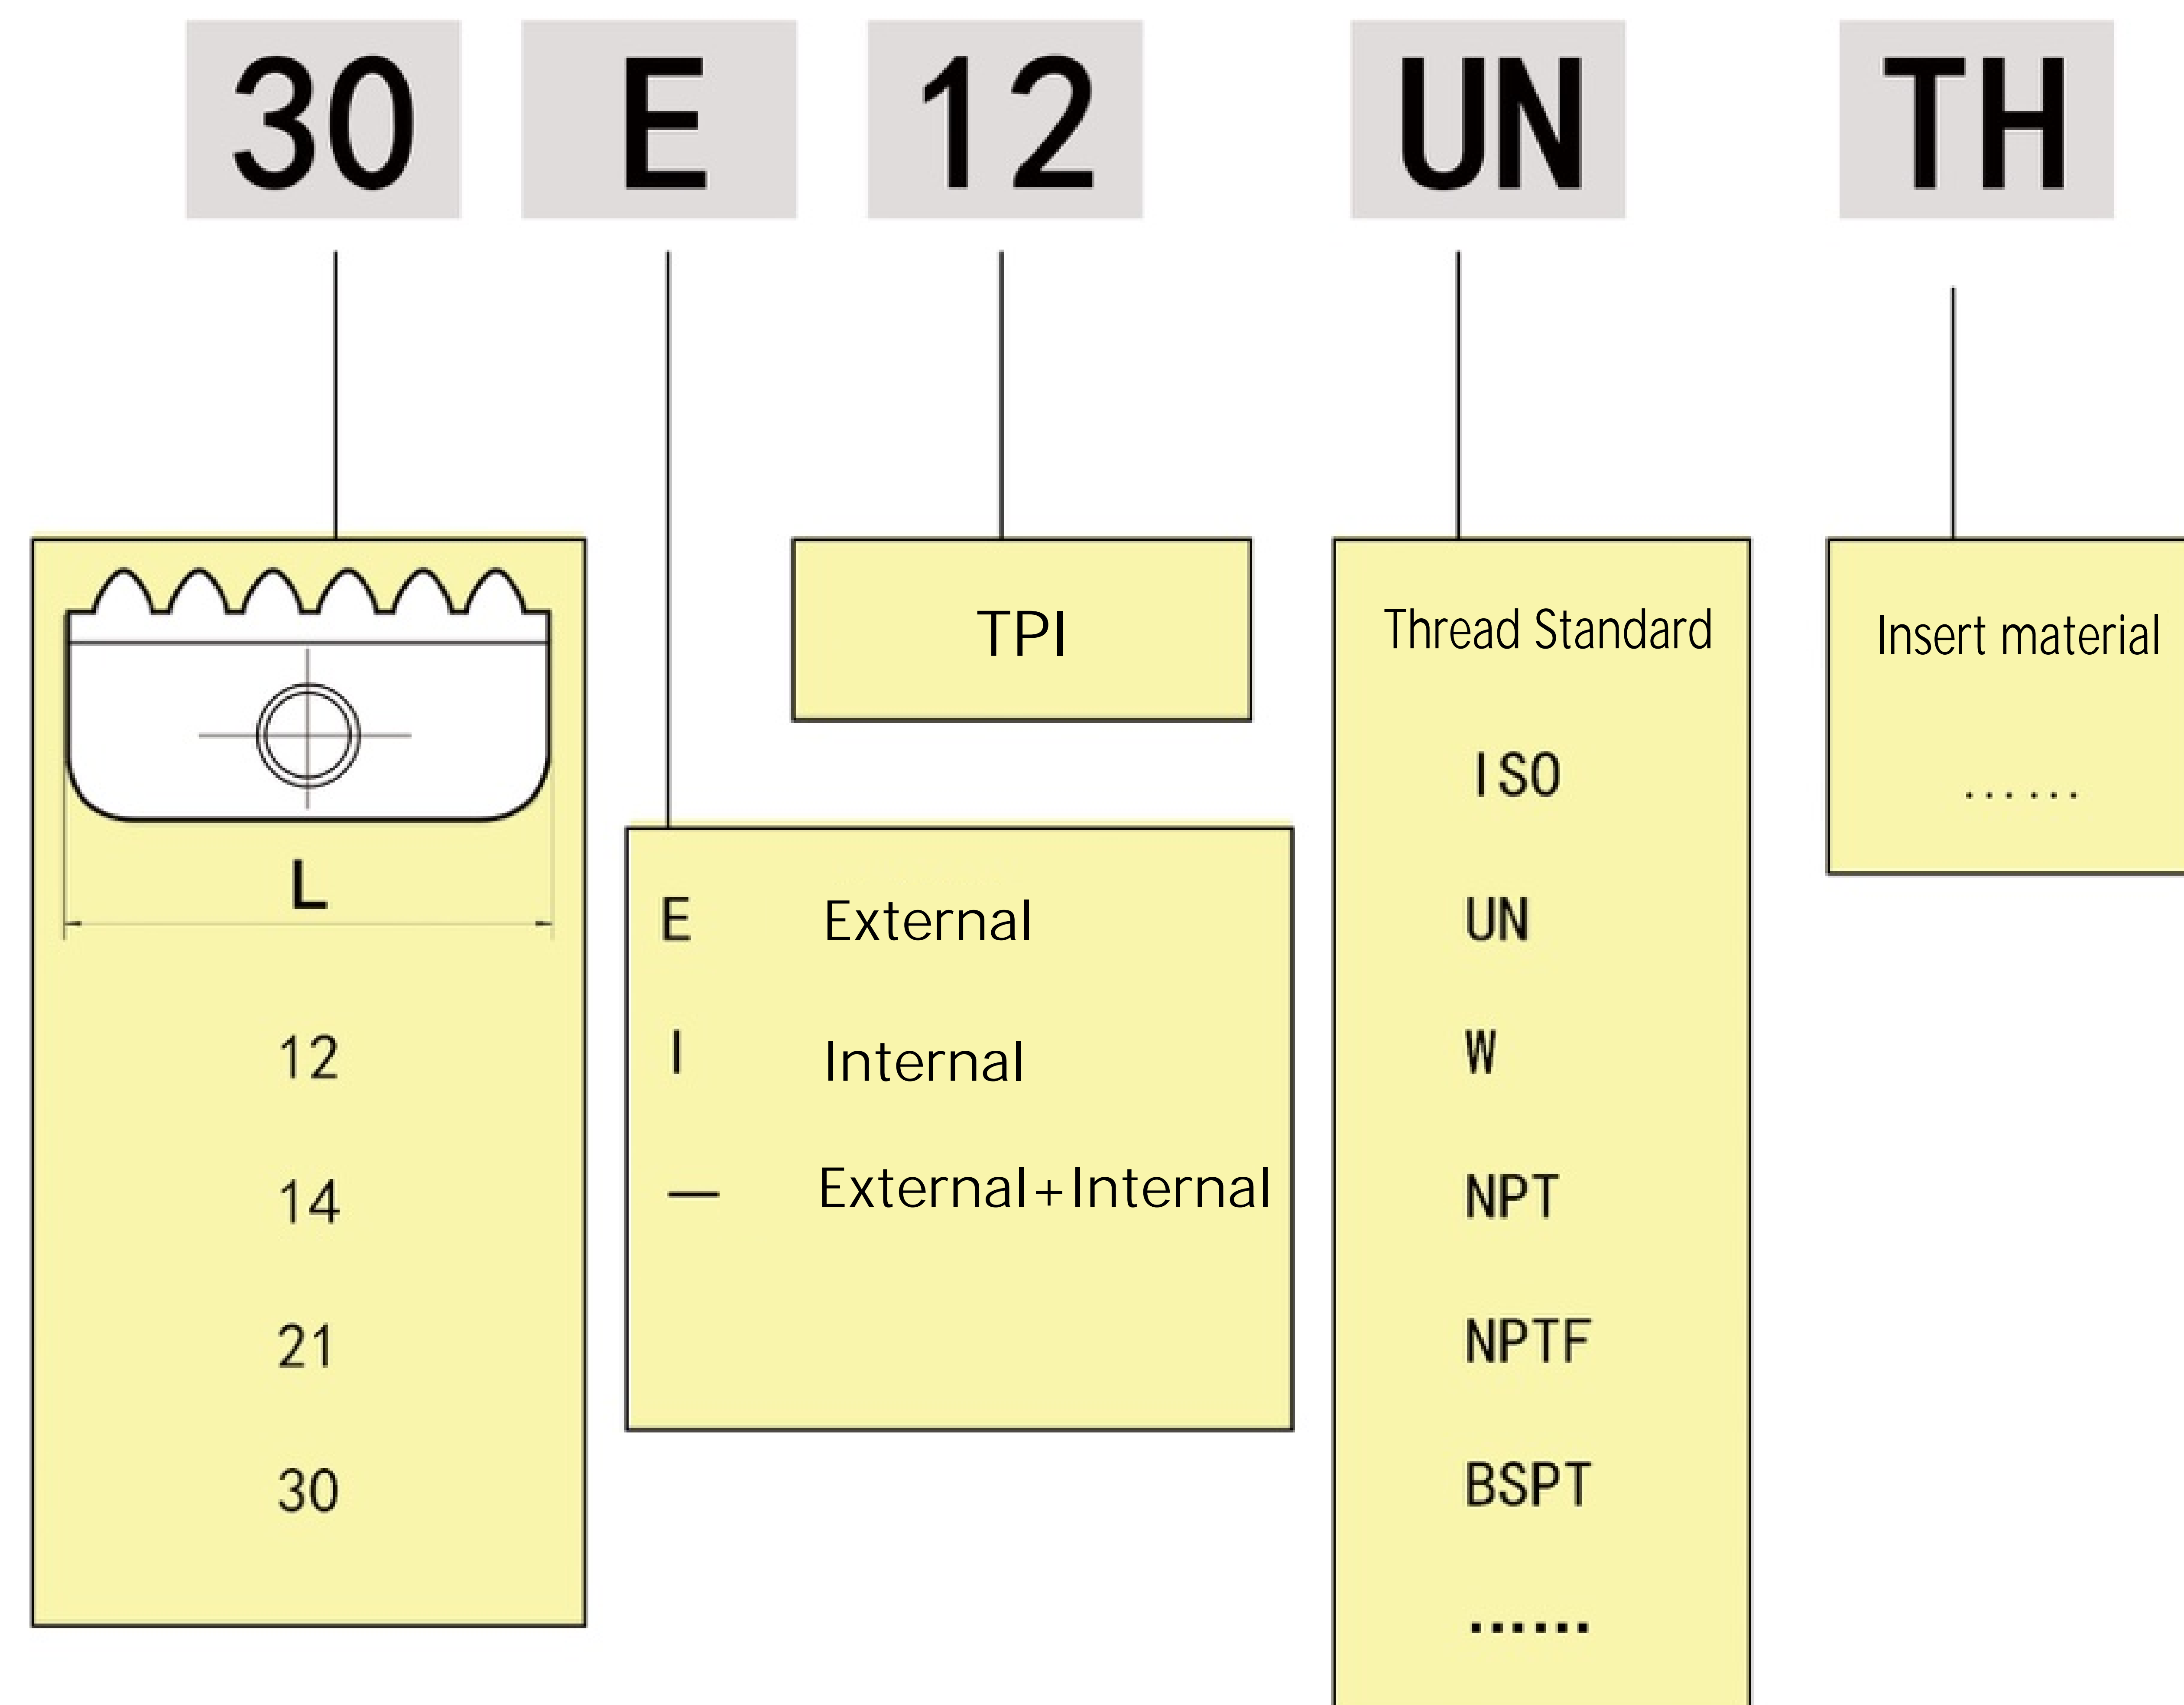 30 E 12 UN TH
L
12
14
21
30
TPI
E External
I Internal
— External+Internal
Thread Standard
ISO
UN
W
NPT
NPTF
BSPT
······
Insert material
······